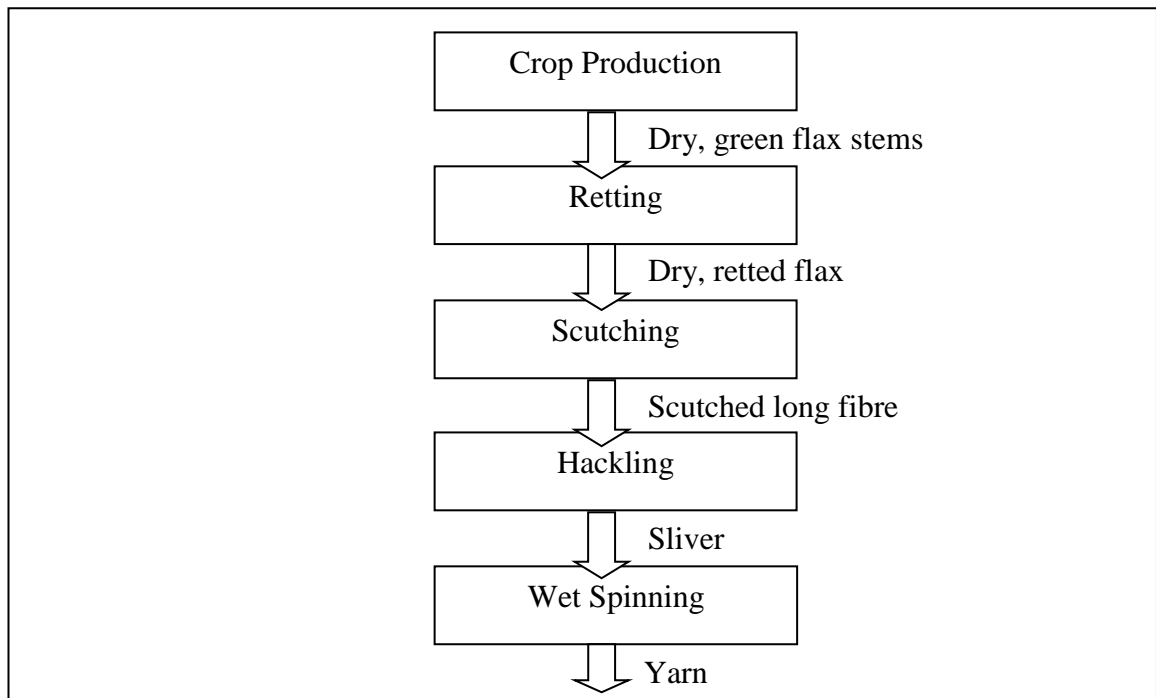 Crop Production
Dry, green flax stems
Retting
Dry, retted flax
Scutching
Scutched long fibre
Hackling
Sliver
Wet Spinning
Yarn